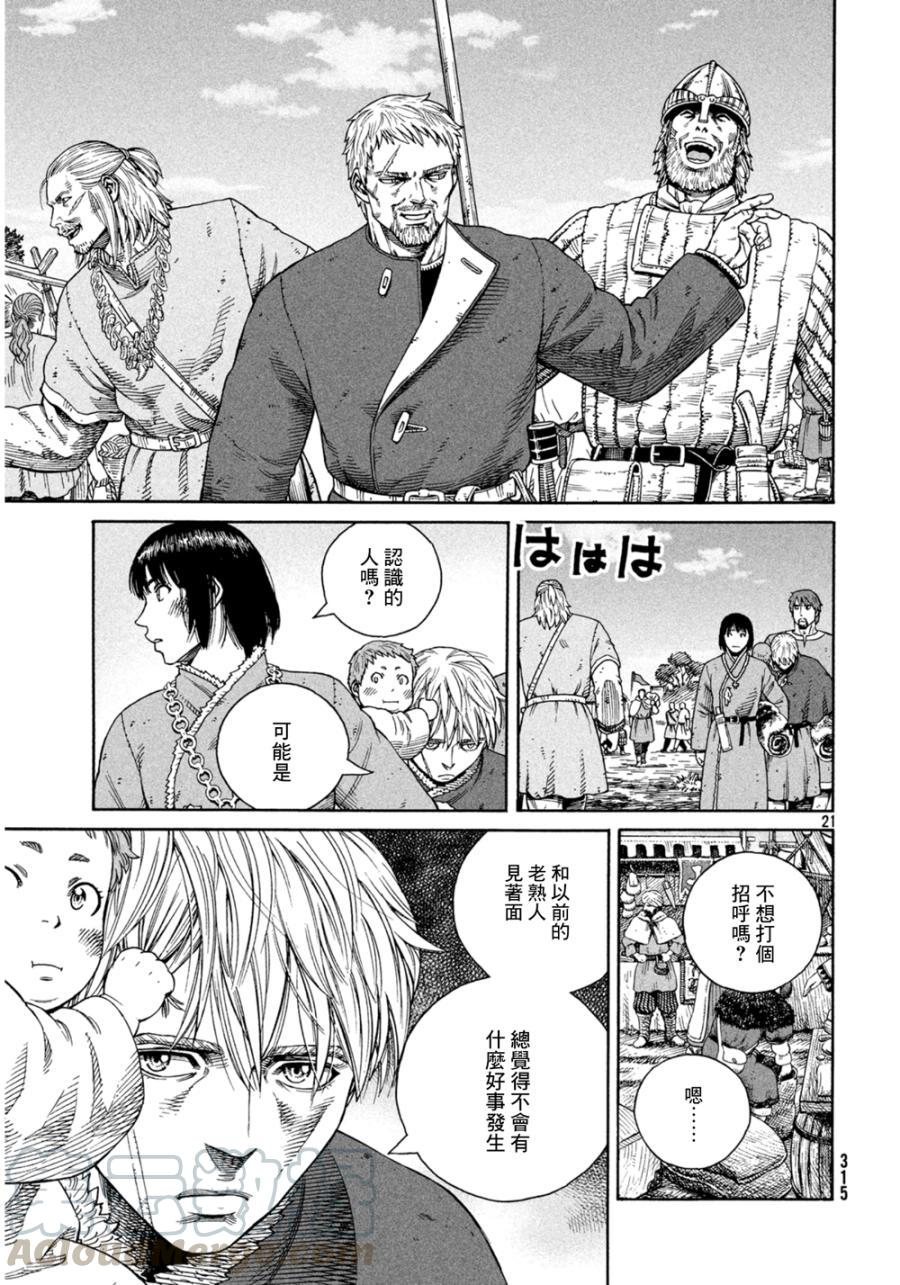 ははは
認識的
人嗎？
可能是
21
不想打個
招呼嗎？
嗯……
和以前的
老熟人
見著面
總覺得不會有
什麼好事發生
315
ACloudMerge.com